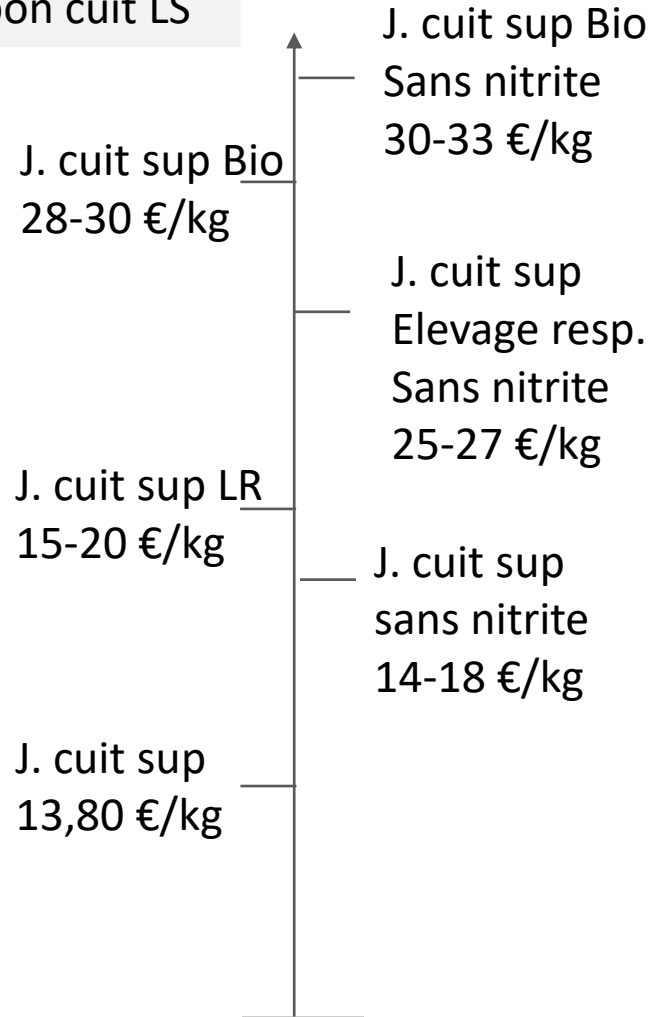 cuit LS
J. cuit sup Bio
Sans nitrite
30-33 €/kg
J. cuit sup Bio
28-30 €/kg
J. cuit sup
Elevage resp.
Sans nitrite
25-27 €/kg
J. cuit sup LR
15-20 €/kg
J. cuit sup
sans nitrite
14-18 €/kg
J. cuit sup
13,80 €/kg